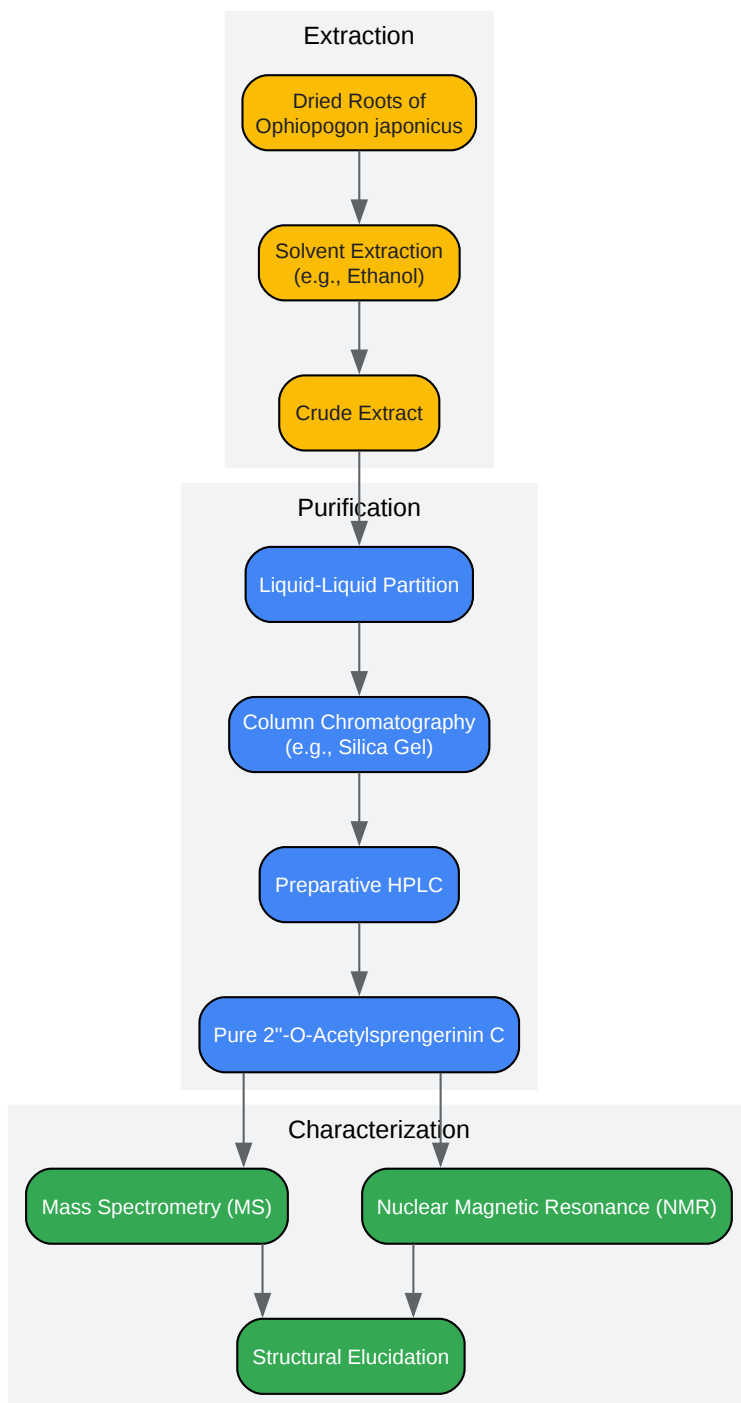 Extraction
Dried Roots of
Ophiopogon japonicus
Solvent Extraction
(e.g., Ethanol)
Crude Extract
Purification
Liquid-Liquid Partition
Column Chromatography
(e.g., Silica Gel)
Preparative HPLC
Pure 2''-O-Acetylsprengerinin C
Characterization
Mass Spectrometry (MS)
Nuclear Magnetic Resonance (NMR)
Structural Elucidation